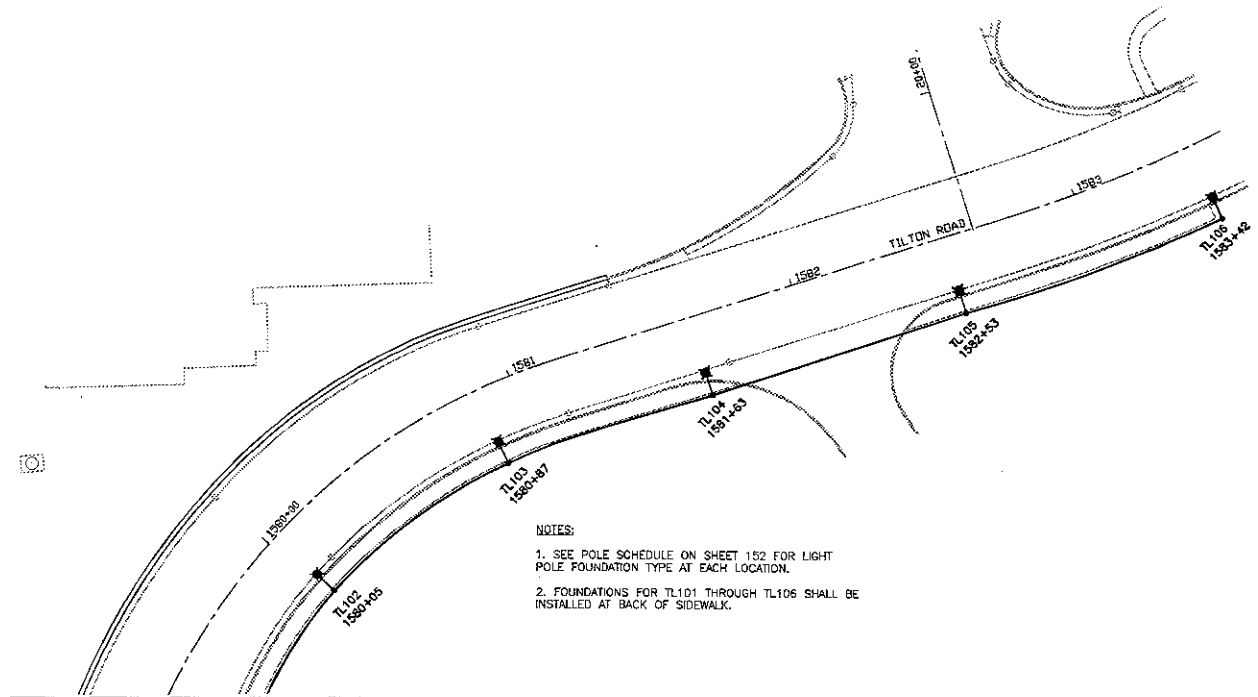 20+00
1583
TILTON ROAD
1582
TL106
1583+42
TL105
1582+53
1581
TL104
1581+63
TL103
1580+87
1580+00
TL102
1580+05
NOTES:
1. SEE POLE SCHEDULE ON SHEET 152 FOR LIGHT
POLE FOUNDATION TYPE AT EACH LOCATION.
2. FOUNDATIONS FOR TL101 THROUGH TL106 SHALL BE
INSTALLED AT BACK OF SIDEWALK.